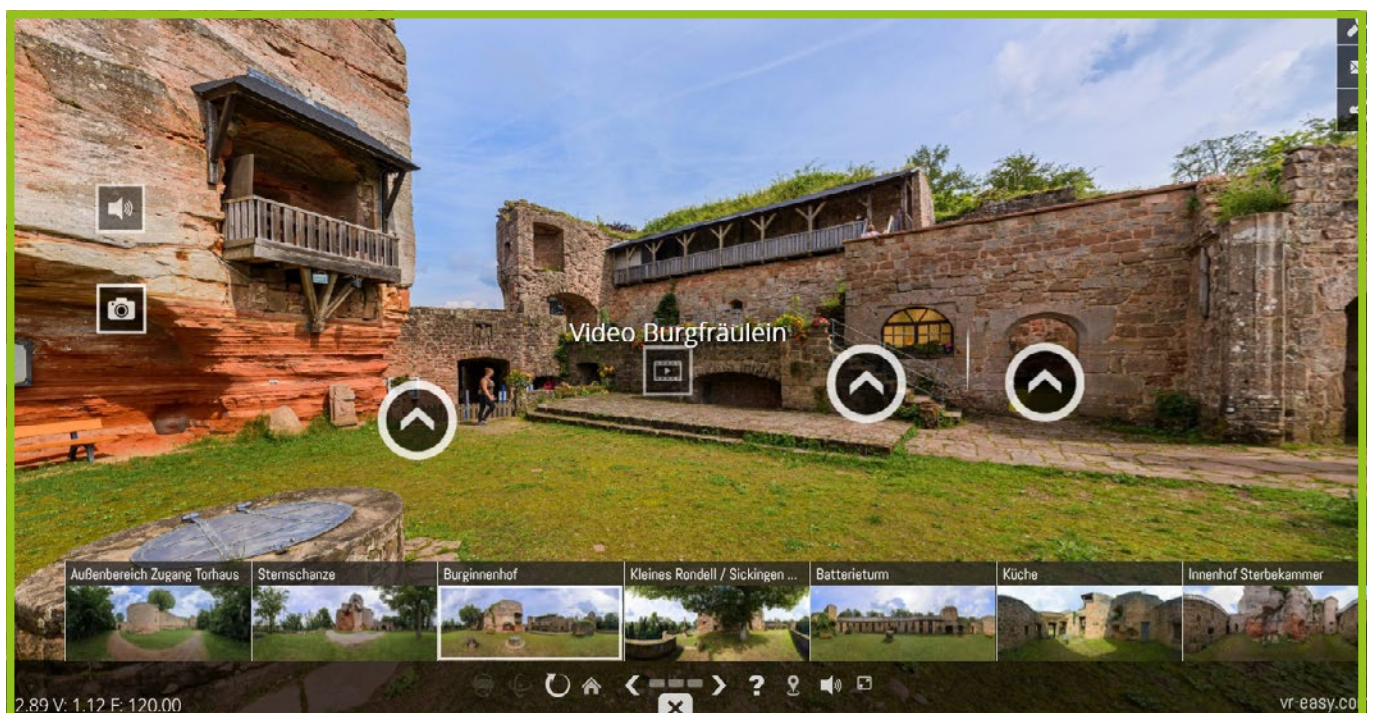 Video Burgfräulein
Außenbereich Zugang Torhaus
Sternschanze
Burginnenhof
Kleines Rondell / Sickingen ...
Batterieturm
Küche
Innenhof Sterbekammer
?
2.89 V: 1.12 F: 120.00
vr-easy.co